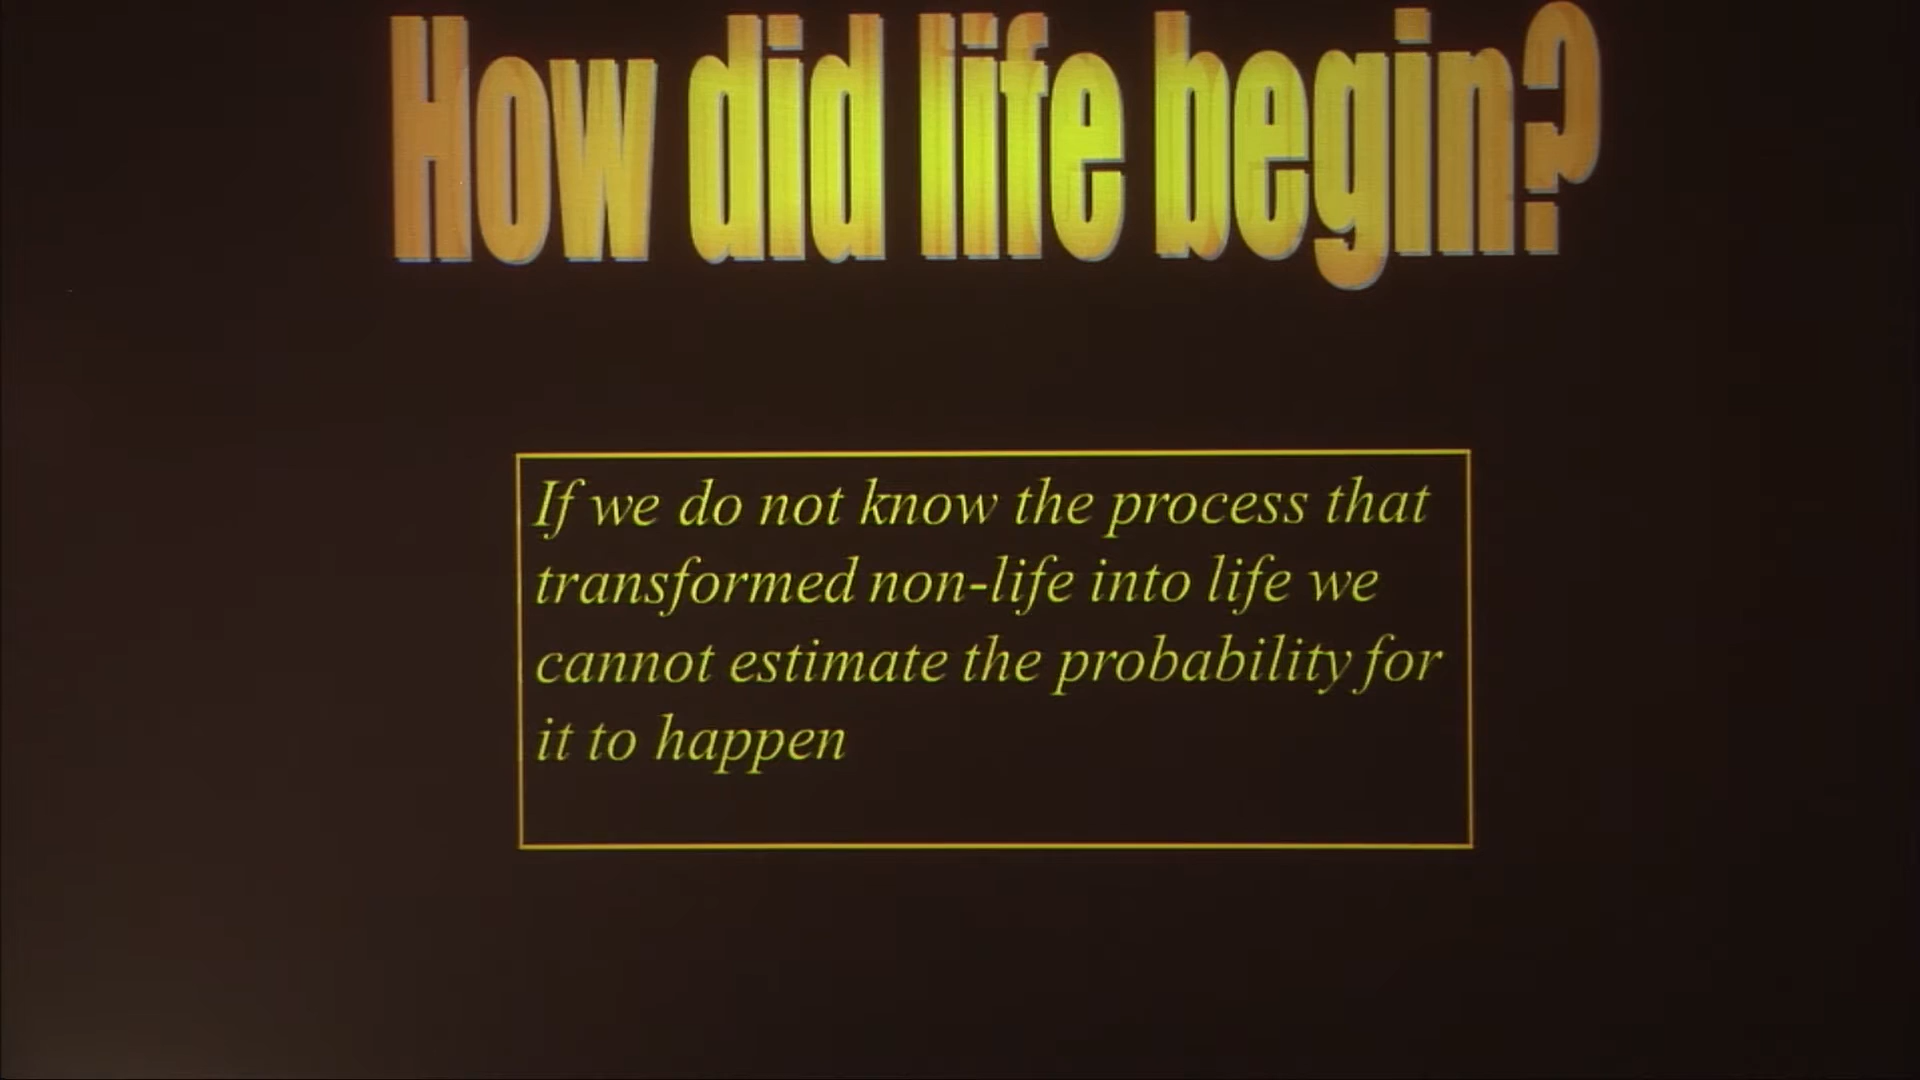 How did life begin?
If we do not know the process that
transformed non-life into life we
cannot estimate the probability for
it to happen